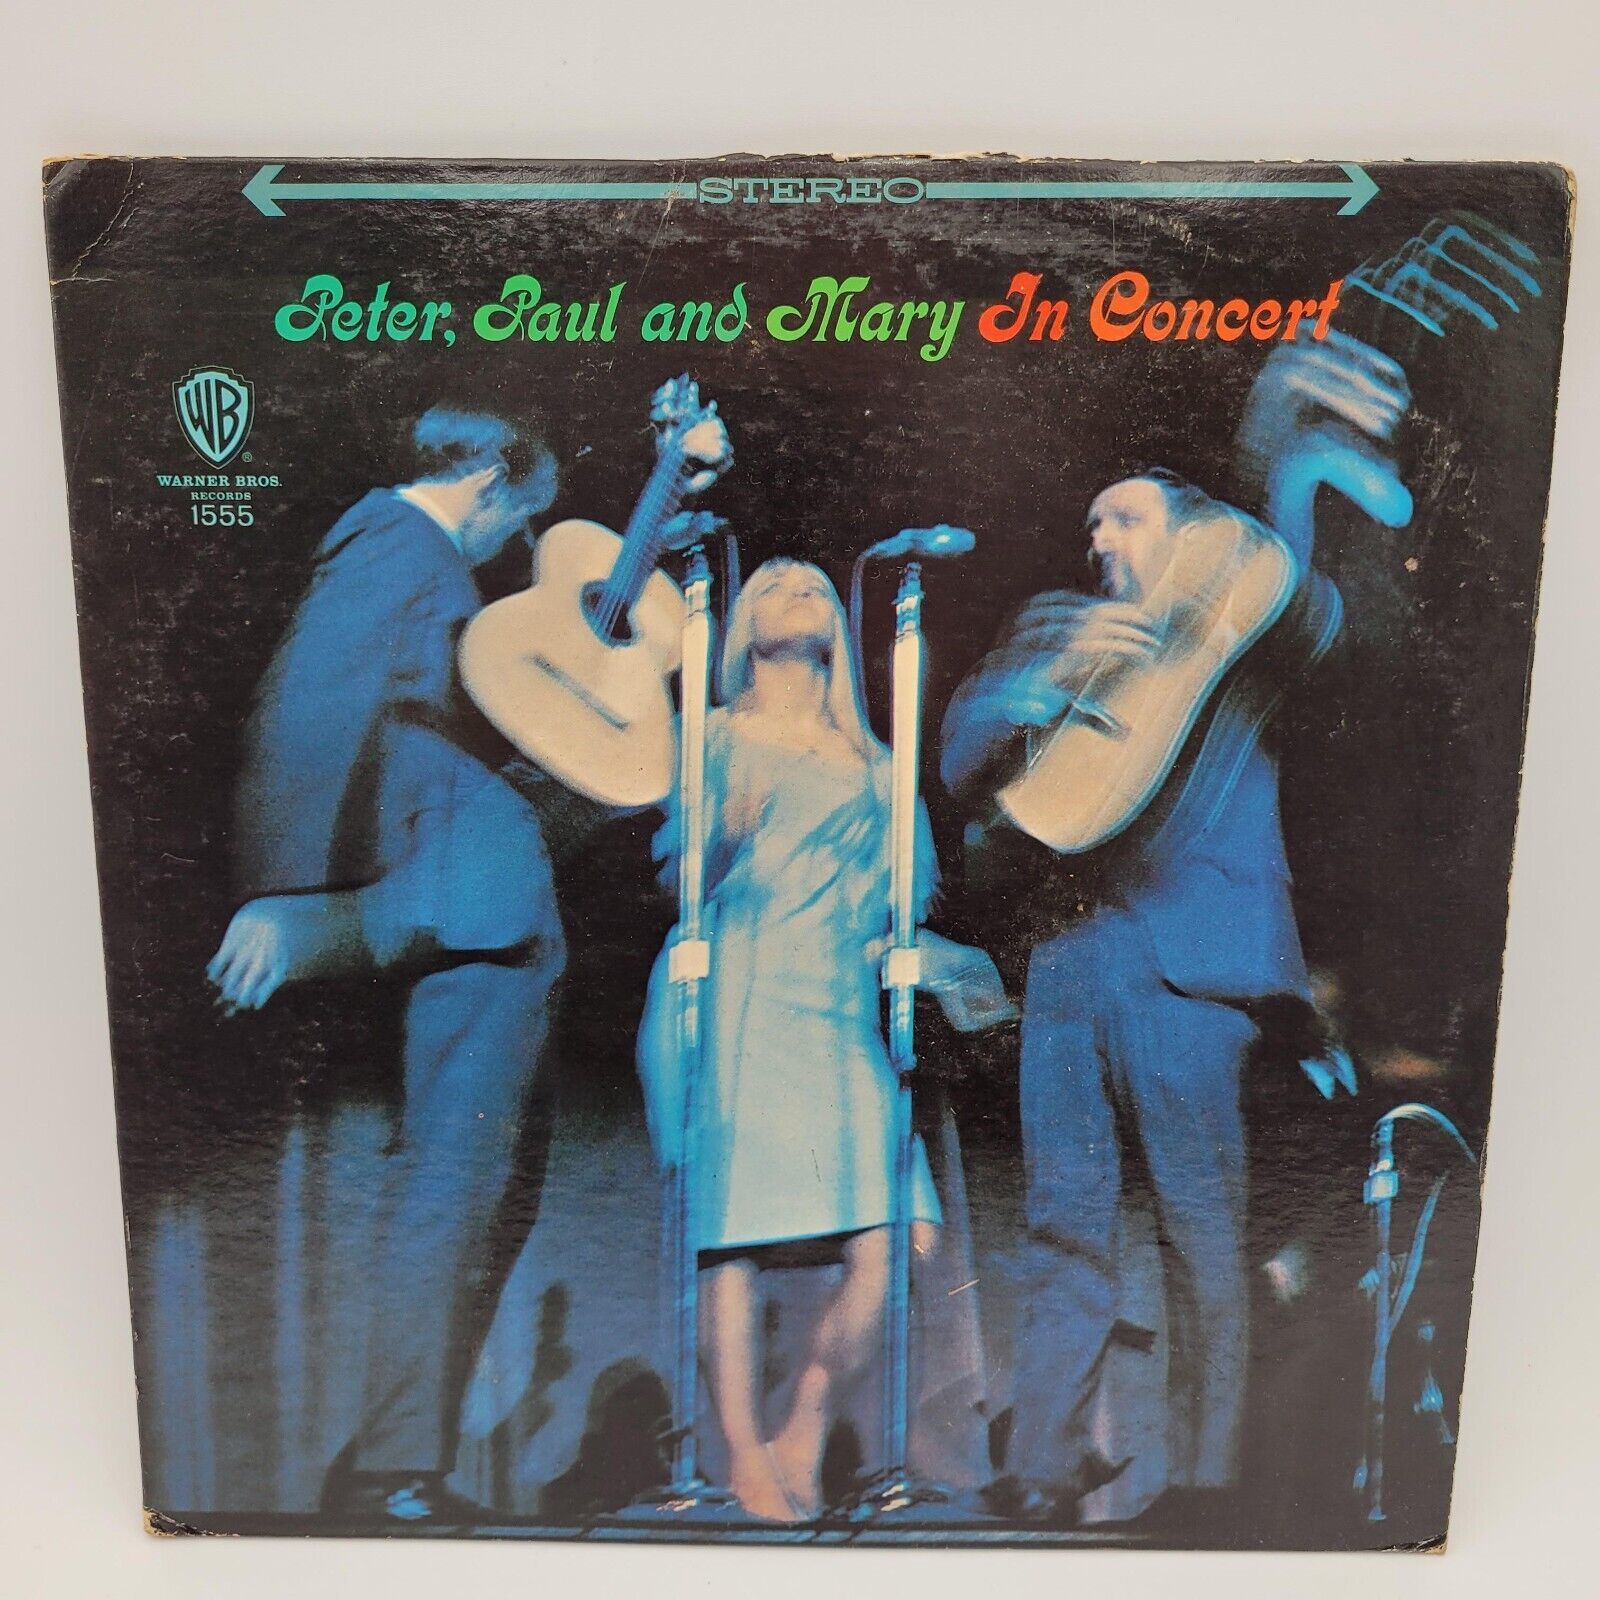 STEREO
Peter, Paul and Mary In Concert
WB
®
WARNER BROS.
RECORDS
1555